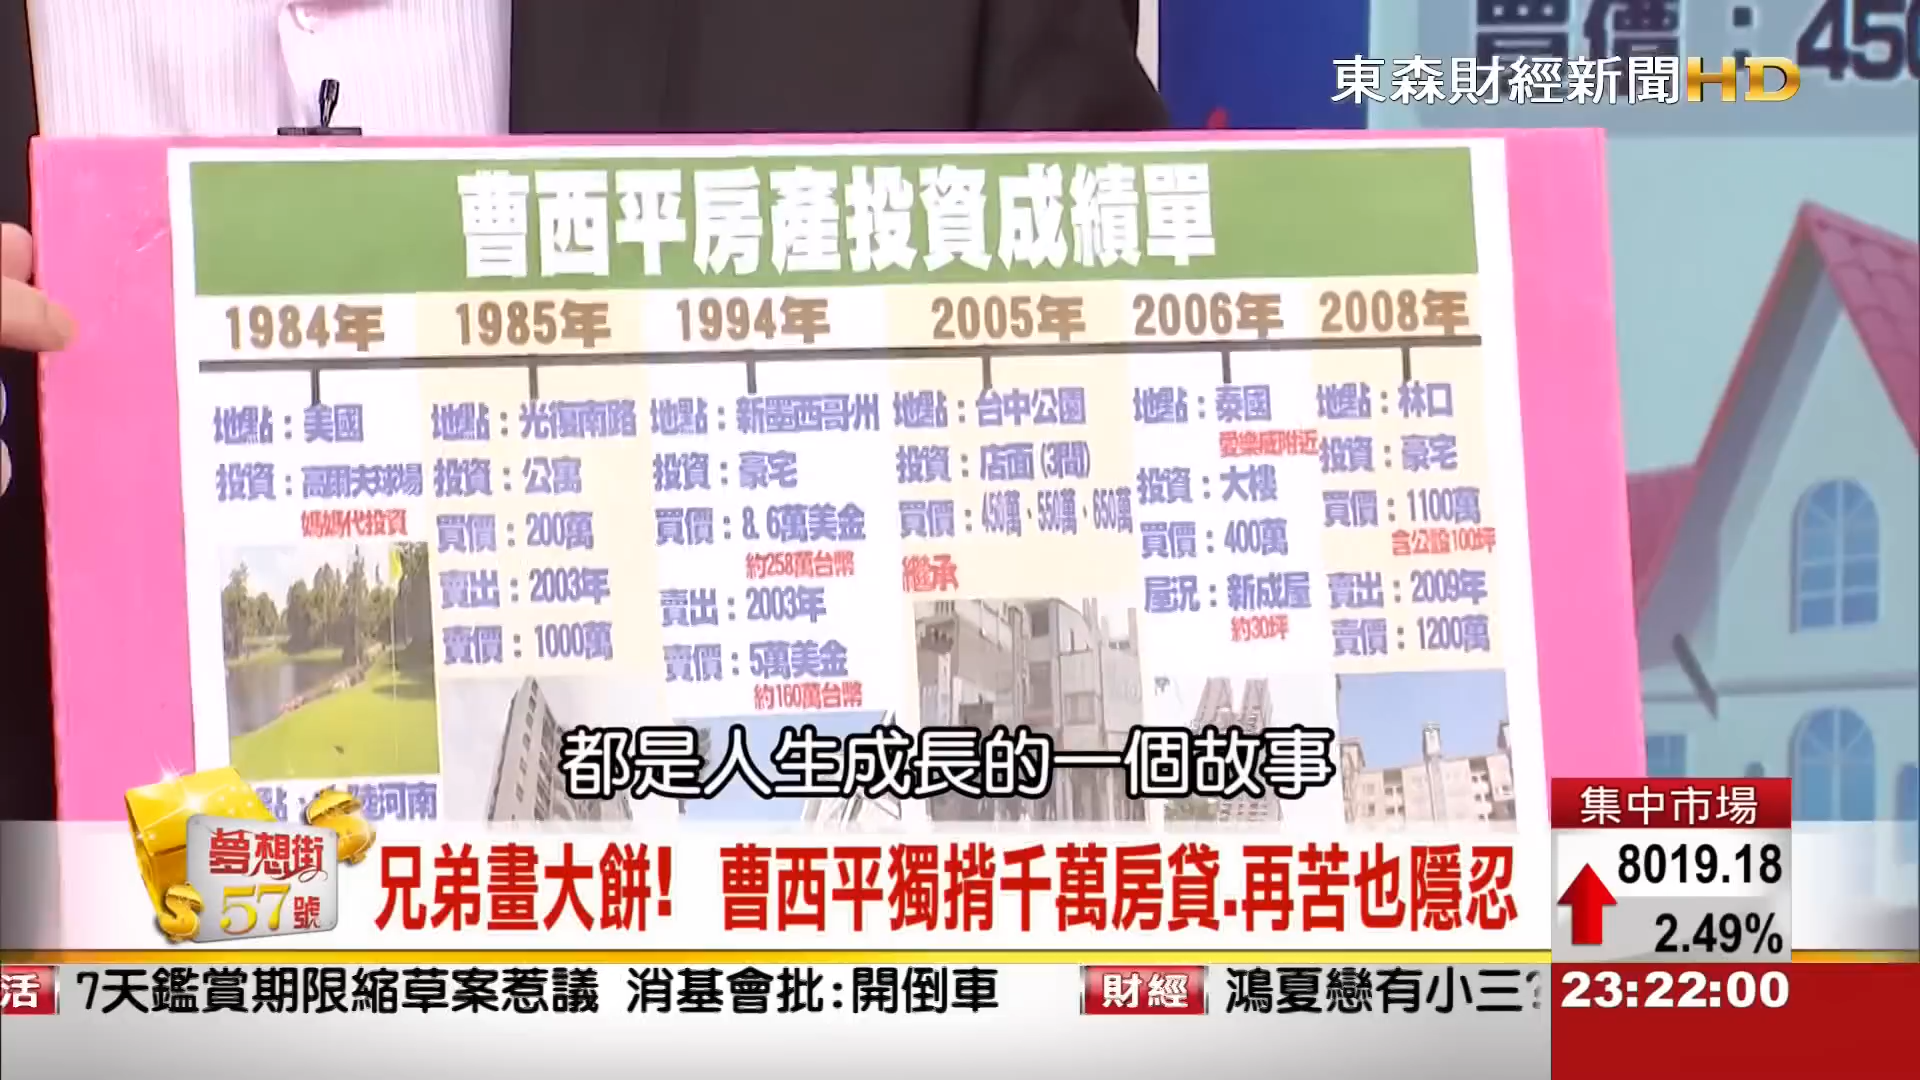 買價：450
東森財經新聞HD
曹西平房產投資成績單
1984年
地點：美國
投資：高爾夫球場
媽媽代投資
陸河南
1985年
地點：光復南路
投資：公寓
買價：200萬
賣出：2003年
賣價：1000萬
1994年
地點：新墨西哥州
投資：豪宅
買價：8.6萬美金
約258萬台幣
賣出：2003年
賣價：5萬美金
約160萬台幣
2005年
地點：台中公園
投資：店面(3間)
買價：450萬、550萬、650萬
繼承
2006年
地點：泰國
愛樂威附近
投資：大樓
買價：400萬
屋況：新成屋
約30坪
2008年
地點：林口
投資：豪宅
買價：1100萬
含公設100坪
賣出：2009年
賣價：1200萬
都是人生成長的一個故事
夢想街
57號
兄弟畫大餅! 曹西平獨揹千萬房貸.再苦也隱忍
集中市場
8019.18
2.49%
活 7天鑑賞期限縮草案惹議 消基會批:開倒車 財經 鴻夏戀有小三?
23:22:00